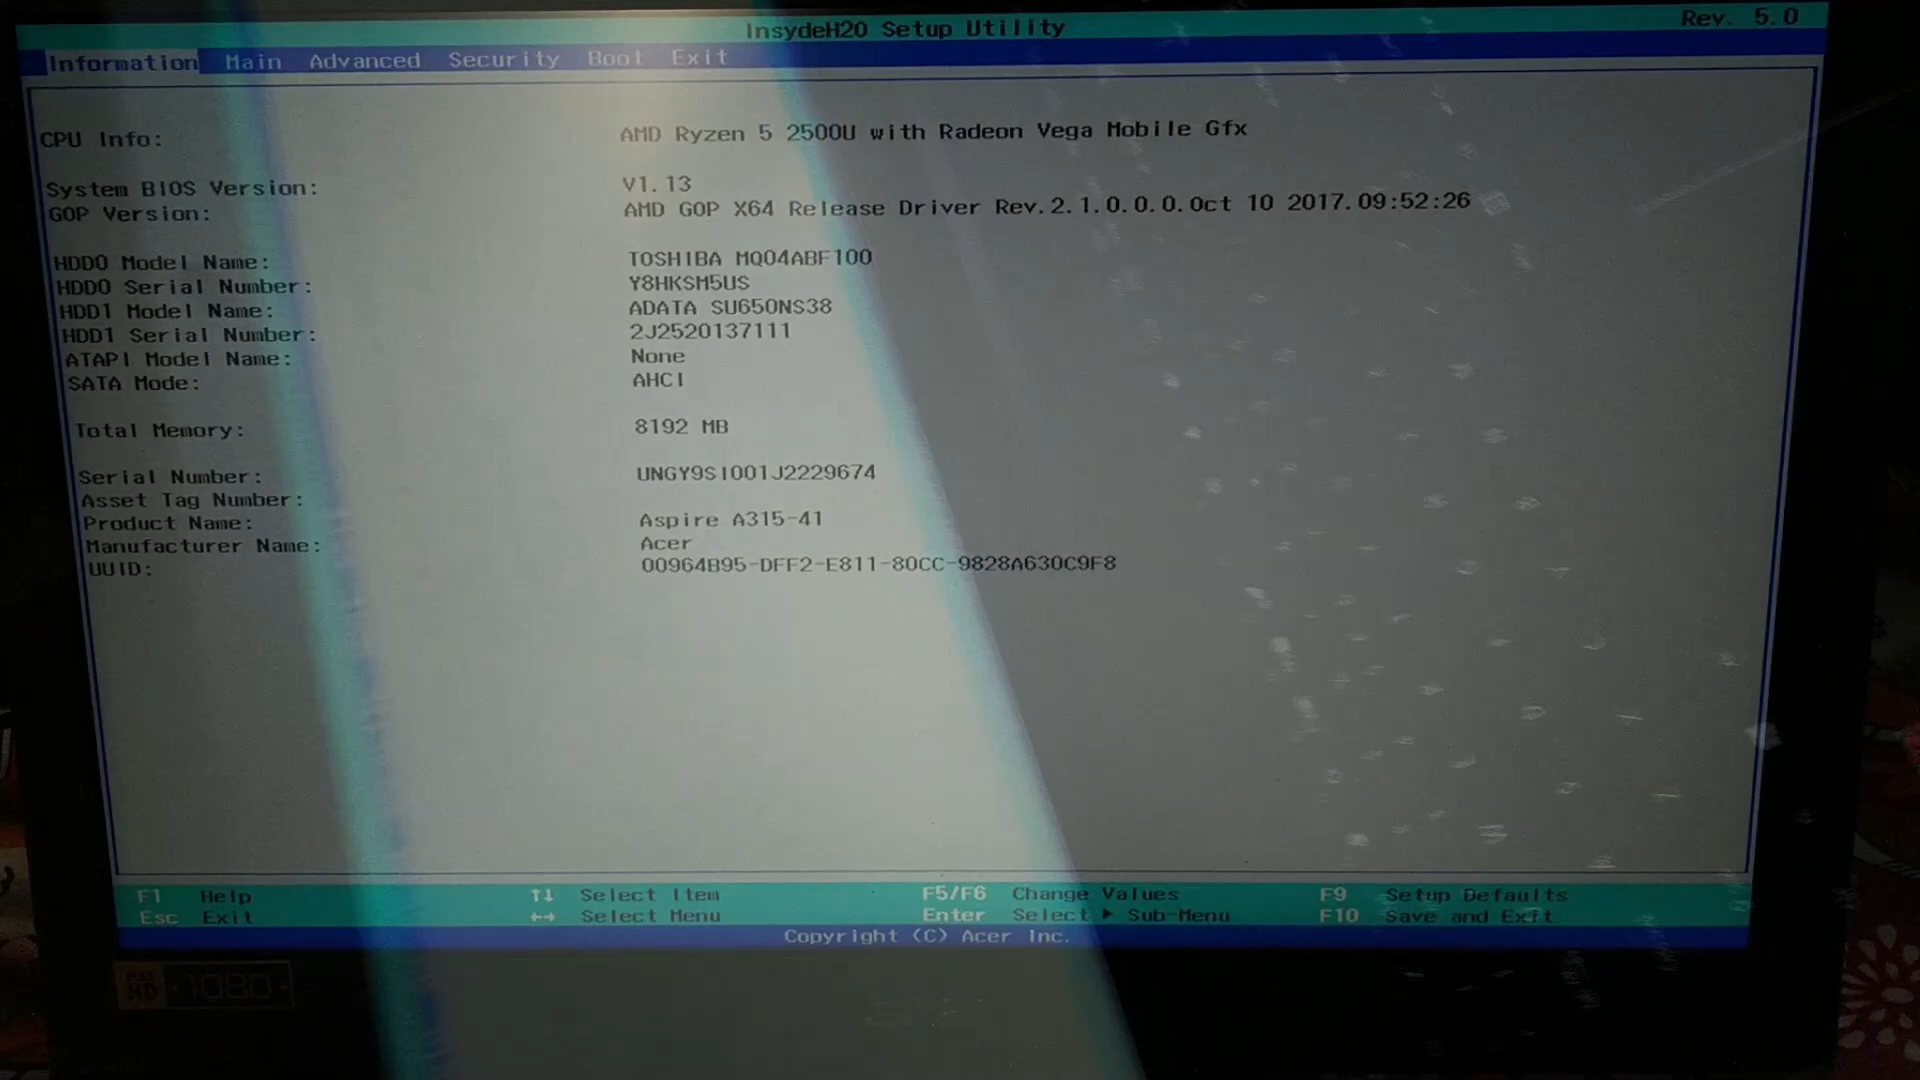 InsydeH20 Setup Utility
Rev. 5.0
Information Main Advanced Security Boot Exit
CPU Info: AMD Ryzen 5 2500U with Radeon Vega Mobile Gfx
System BIOS Version: V1.13
GOP Version: AMD GOP X64 Release Driver Rev.2.1.0.0.0.Oct 10 2017.09:52:26
HDD0 Model Name: TOSHIBA MQ04ABF100
HDD0 Serial Number: Y8HKSM5US
HDD1 Model Name: ADATA SU650NS38
HDD1 Serial Number: 2J2520137111
ATAPI Model Name: None
SATA Mode: AHCI
Total Memory: 8192 MB
Serial Number: UNGY9SI001J2229674
Asset Tag Number:
Product Name: Aspire A315-41
Manufacturer Name: Acer
UUID: 00964B95-DFF2-E811-80CC-9828A630C9F8
F1 Help ↑↓ Select Item F5/F6 Change Values F9 Setup Defaults
Esc Exit ↔ Select Menu Enter Select ▶ Sub-Menu F10 Save and Exit
Copyright (C) Acer Inc.
FULL HD 1080